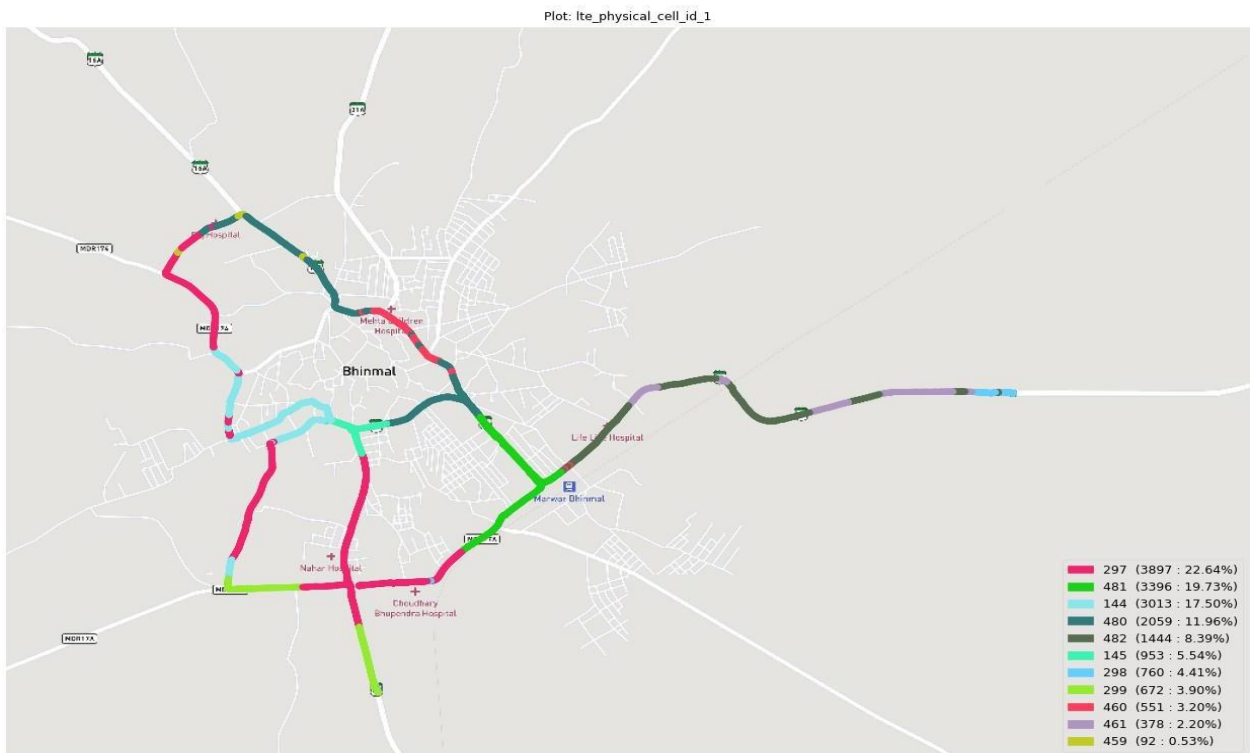 Plot: lte_physical_cell_id_1
MDR174
Hospital
Mehta Children
Hospital
Bhinmal
Life Line Hospital
Marwar Bhinmal
Nahar Hospital
Choudhary
Bhupendra Hospital
MDR17A
297 (3897 : 22.64%)
481 (3396 : 19.73%)
144 (3013 : 17.50%)
480 (2059 : 11.96%)
482 (1444 : 8.39%)
145 (953 : 5.54%)
298 (760 : 4.41%)
299 (672 : 3.90%)
460 (551 : 3.20%)
461 (378 : 2.20%)
459 (92 : 0.53%)